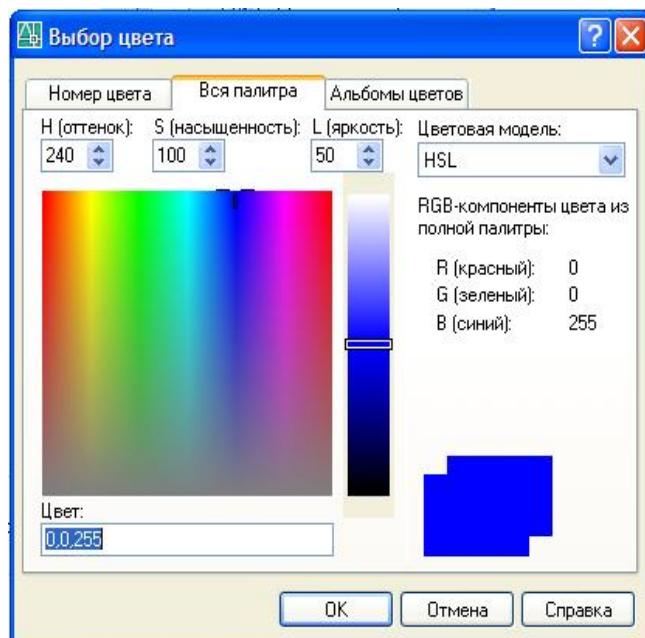 Выбор цвета
Номер цвета Вся палитра Альбомы цветов
H (оттенок): S (насыщенность): L (яркость): Цветовая модель:
240 100 50 HSL
RGB-компоненты цвета из
полной палитры:
R (красный): 0
G (зеленый): 0
B (синий): 255
Цвет:
0,0,255
OK Отмена Справка